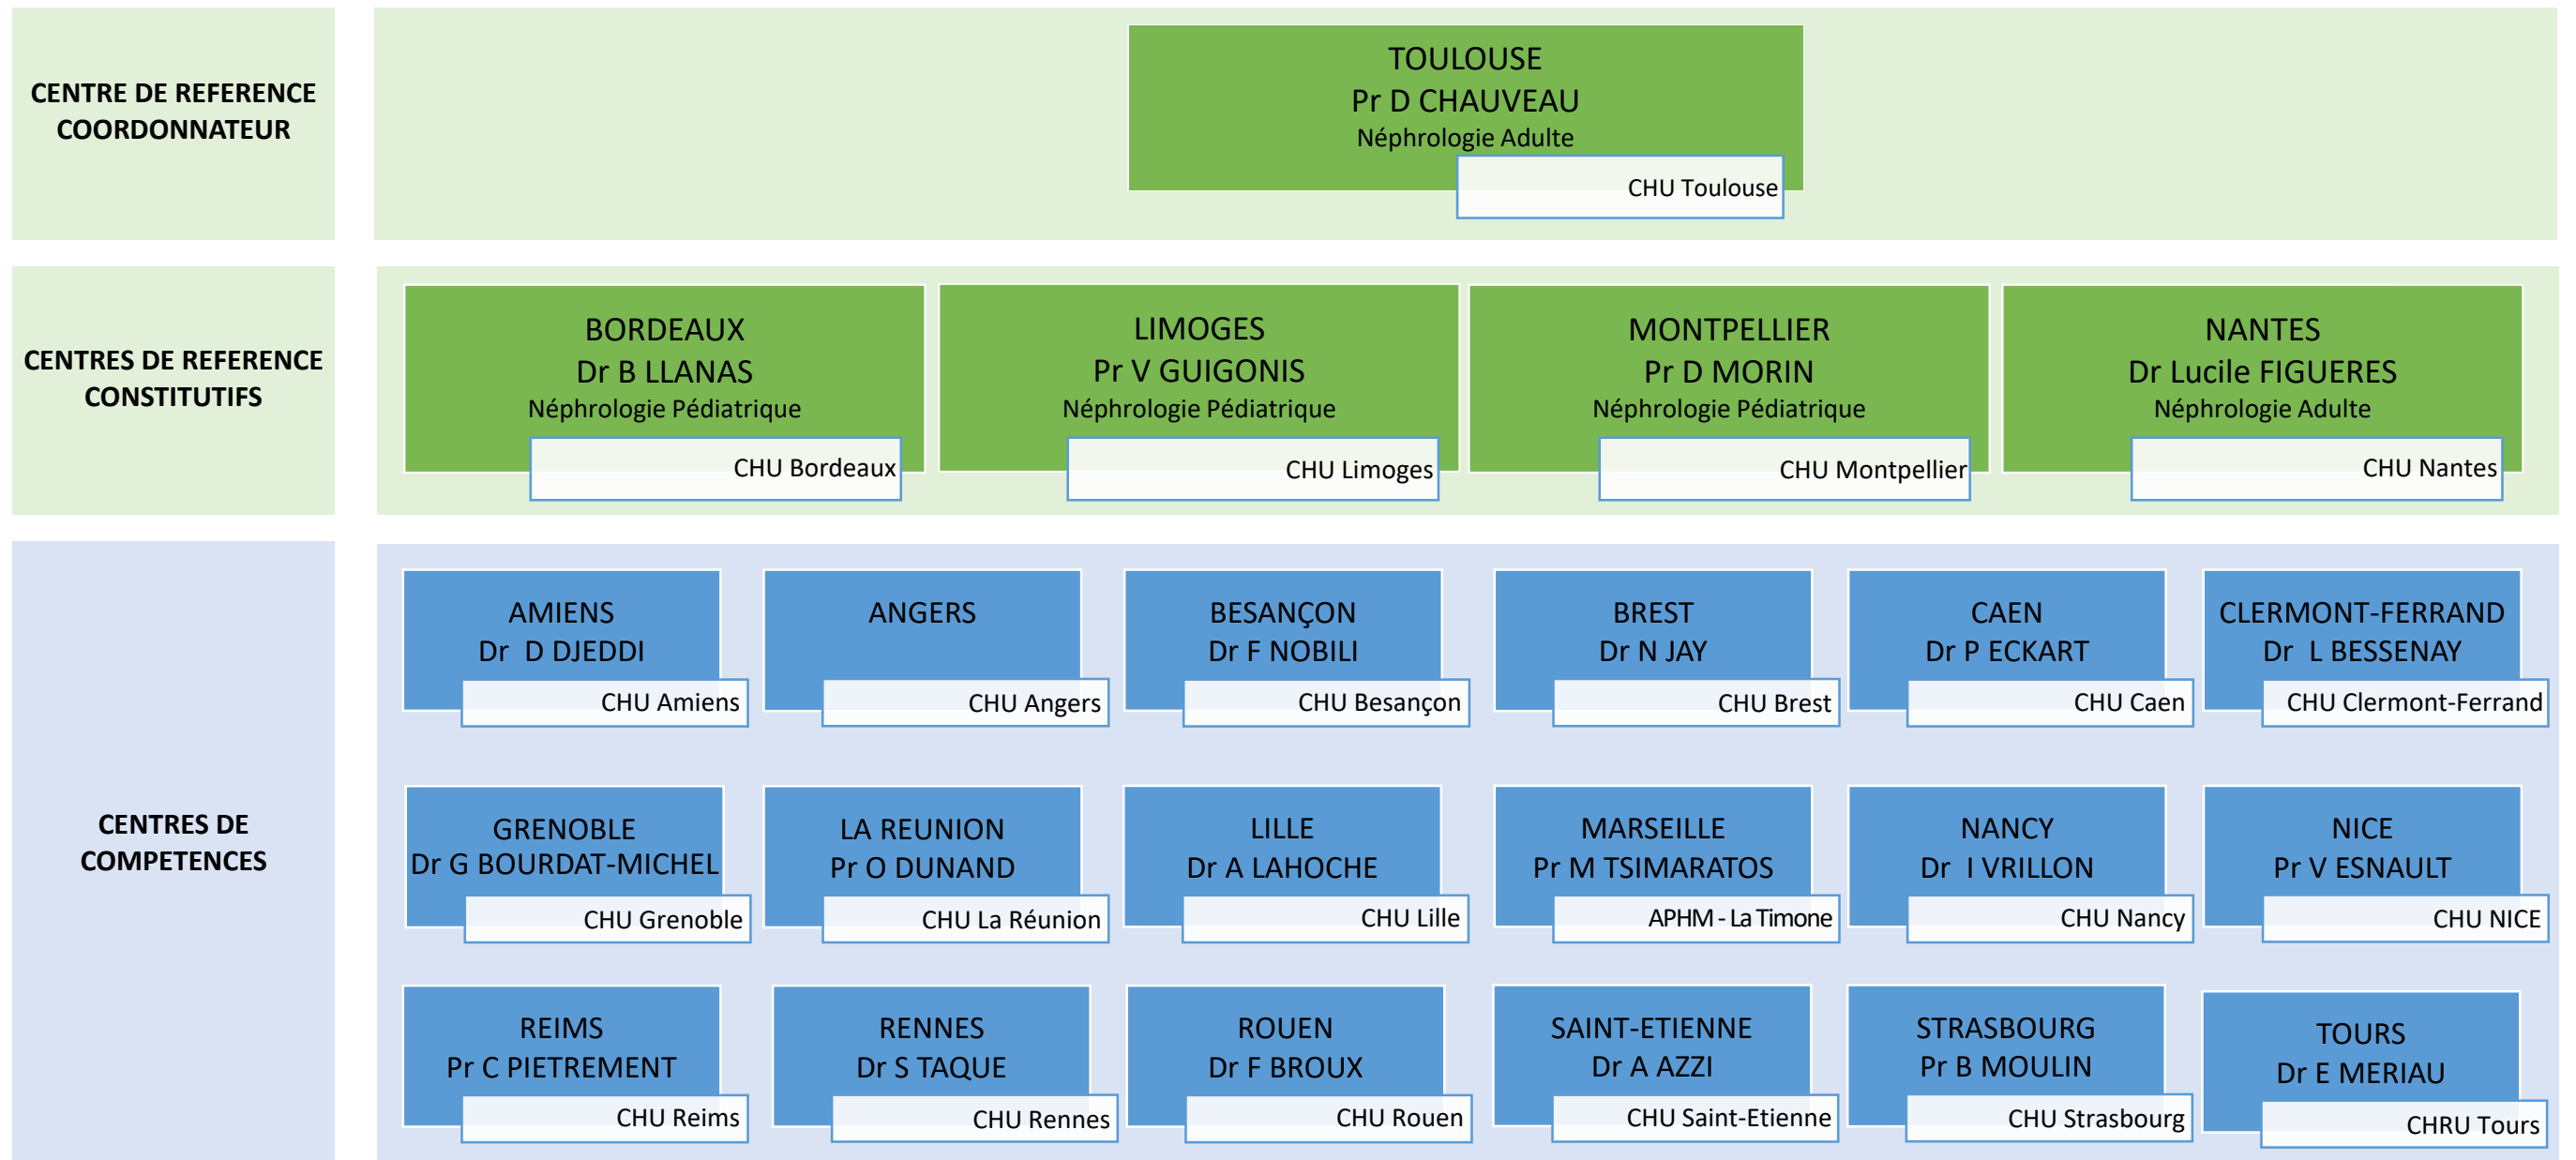 CENTRE DE REFERENCE
COORDONNATEUR
TOULOUSE
Pr D CHAUVEAU
Néphrologie Adulte
CHU Toulouse
CENTRES DE REFERENCE
CONSTITUTIFS
BORDEAUX
Dr B LLANAS
Néphrologie Pédiatrique
CHU Bordeaux
LIMOGES
Pr V GUIGONIS
Néphrologie Pédiatrique
CHU Limoges
MONTPELLIER
Pr D MORIN
Néphrologie Pédiatrique
CHU Montpellier
NANTES
Dr Lucile FIGUERES
Néphrologie Adulte
CHU Nantes
CENTRES DE
COMPETENCES
AMIENS
Dr D DJEDDI
CHU Amiens
ANGERS
CHU Angers
BESANÇON
Dr F NOBILI
CHU Besançon
BREST
Dr N JAY
CHU Brest
CAEN
Dr P ECKART
CHU Caen
CLERMONT-FERRAND
Dr L BESSENAY
CHU Clermont-Ferrand
GRENOBLE
Dr G BOURDAT-MICHEL
CHU Grenoble
LA REUNION
Pr O DUNAND
CHU La Réunion
LILLE
Dr A LAHOCHE
CHU Lille
MARSEILLE
Pr M TSIMARATOS
APHM - La Timone
NANCY
Dr I VRILLON
CHU Nancy
NICE
Pr V ESNAULT
CHU NICE
REIMS
Pr C PIETREMENT
CHU Reims
RENNES
Dr S TAQUE
CHU Rennes
ROUEN
Dr F BROUX
CHU Rouen
SAINT-ETIENNE
Dr A AZZI
CHU Saint-Etienne
STRASBOURG
Pr B MOULIN
CHU Strasbourg
TOURS
Dr E MERIAU
CHRU Tours